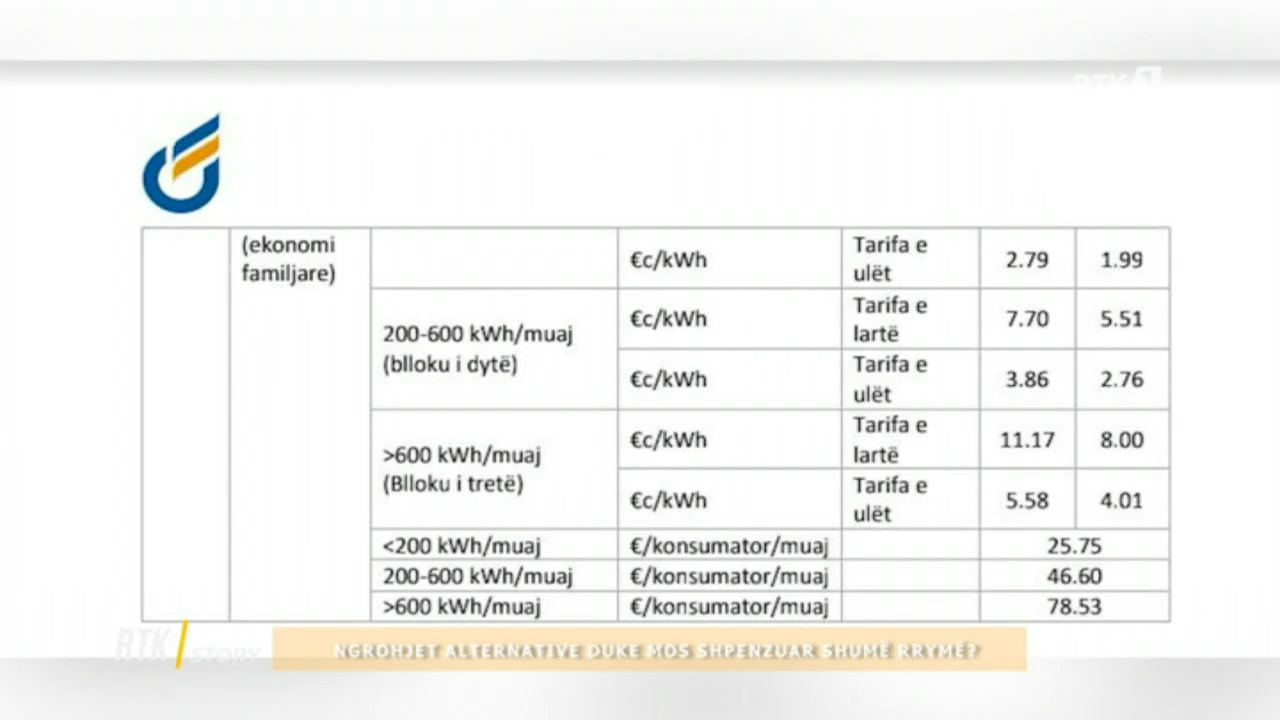 RTK 1
(ekonomi
familjare)
€c/kWh
Tarifa e
ulët
2.79
1.99
200-600 kWh/muaj
(blloku i dytë)
€c/kWh
Tarifa e
lartë
7.70
5.51
€c/kWh
Tarifa e
ulët
3.86
2.76
>600 kWh/muaj
(Blloku i tretë)
€c/kWh
Tarifa e
lartë
11.17
8.00
€c/kWh
Tarifa e
ulët
5.58
4.01
<200 kWh/muaj
€/konsumator/muaj
25.75
200-600 kWh/muaj
€/konsumator/muaj
46.60
>600 kWh/muaj
€/konsumator/muaj
78.53
RTK
STORY
NGROHJET ALTERNATIVE DUKE MOS SHPENZUAR SHUMË RRYMË?